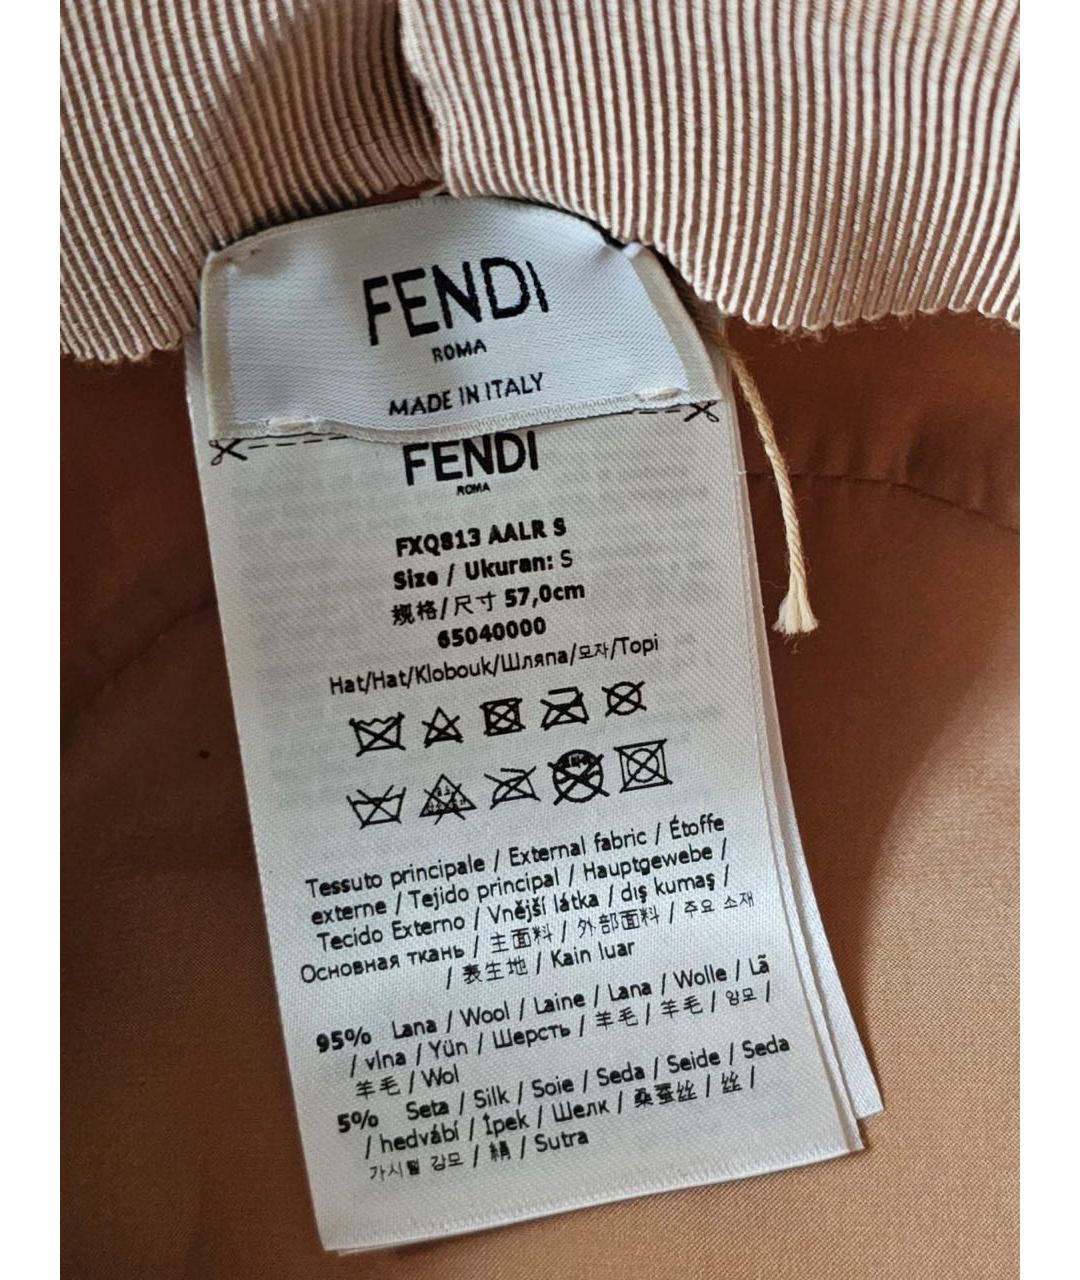 FENDI
ROMA
MADE IN ITALY
FENDI
ROMA
FXQ813 AALR S
Size / Ukuran: S
规格/尺寸 57,0cm
65040000
Hat/Hat/Klobouk/Шляпа/모자/Topi
Tessuto principale / External fabric / Étoffe
externe / Tejido principal / Hauptgewebe /
Tecido Externo / Vnější látka / dış kumaş /
Основная ткань / 主面料 / 外部面料 / 주요 소재
/ 表生地 / Kain luar
95% Lana / Wool / Laine / Lana / Wolle / Lã
/ vlna / Yün / Шерсть / 羊毛 / 羊毛 / 양모 /
羊毛 / Wol
5% Seta / Silk / Soie / Seda / Seide / Seda
/ hedvábí / İpek / Шелк / 桑蚕丝 / 丝 /
가시털 감모 / 絹 / Sutra